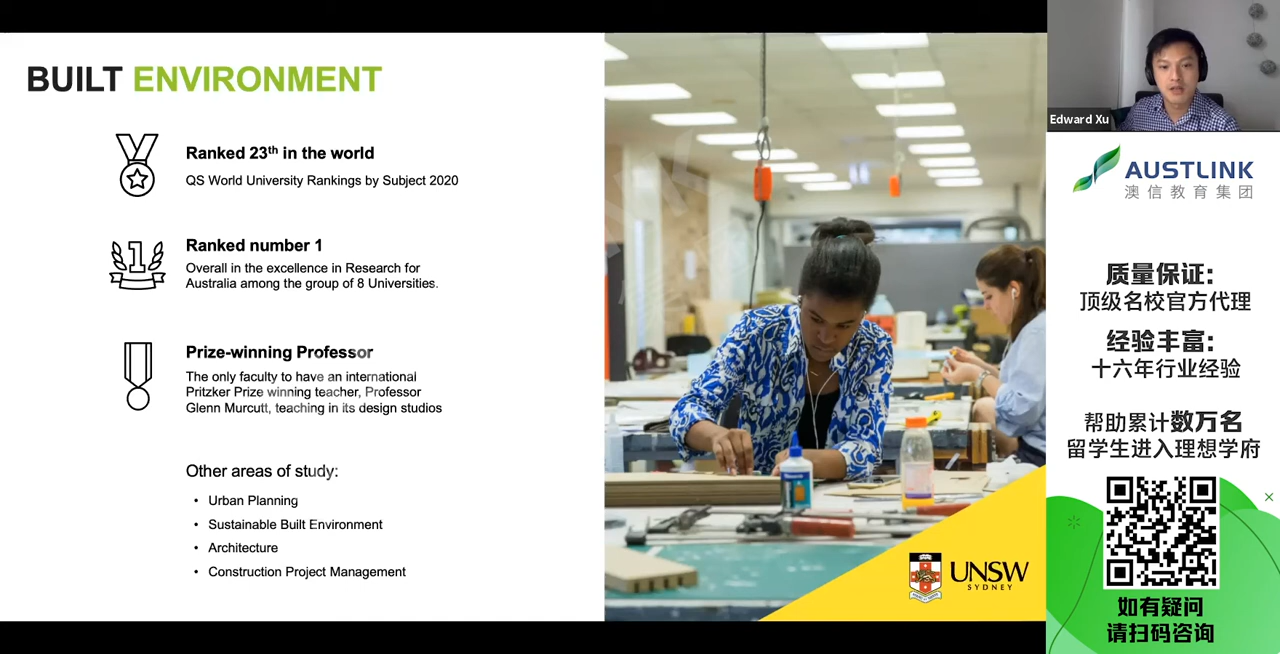 BUILT ENVIRONMENT
Ranked 23th in the world
QS World University Rankings by Subject 2020
1
Ranked number 1
Overall in the excellence in Research for
Australia among the group of 8 Universities.
Prize-winning Professor
The only faculty to have an international
Pritzker Prize winning teacher, Professor
Glenn Murcutt, teaching in its design studios
Other areas of study:
• Urban Planning
• Sustainable Built Environment
• Architecture
• Construction Project Management
UNSW
SYDNEY
Edward Xu
AUSTLINK
澳信教育集团
质量保证:
顶级名校官方代理
经验丰富:
十六年行业经验
帮助累计数万名
留学生进入理想学府
如有疑问
请扫码咨询